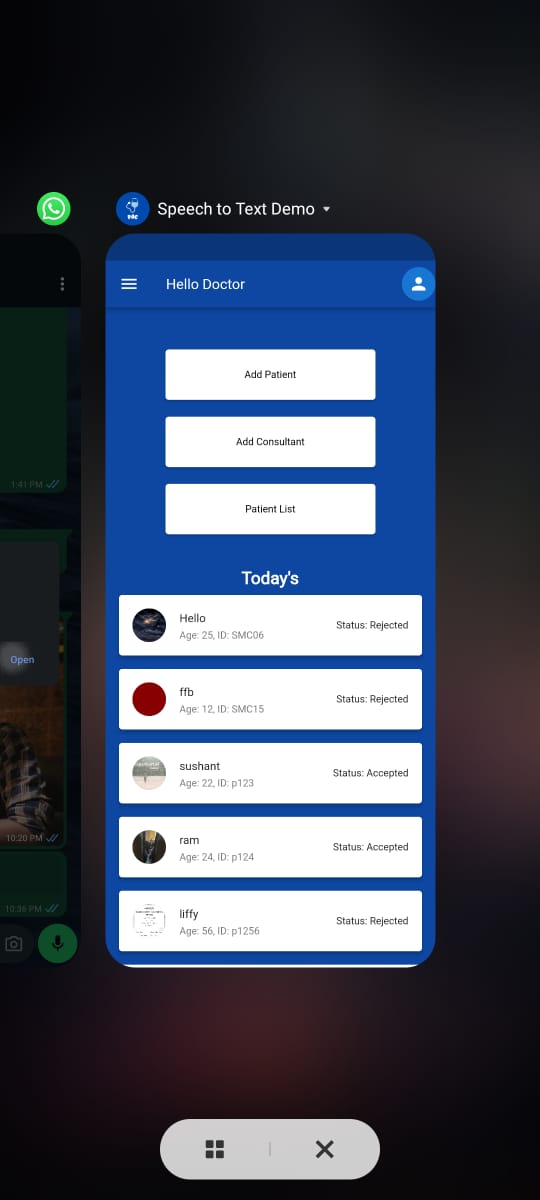 Speech to Text Demo
Hello Doctor
Add Patient
Add Consultant
Patient List
1:41 PM
Today's
Hello
Age: 25, ID: SMC06
Status: Rejected
Open
ffb
Age: 12, ID: SMC15
Status: Rejected
sushant
Age: 22, ID: p123
Status: Accepted
ram
Age: 24, ID: p124
Status: Accepted
10:20 PM
liffy
Age: 56, ID: p1256
Status: Rejected
10:36 PM